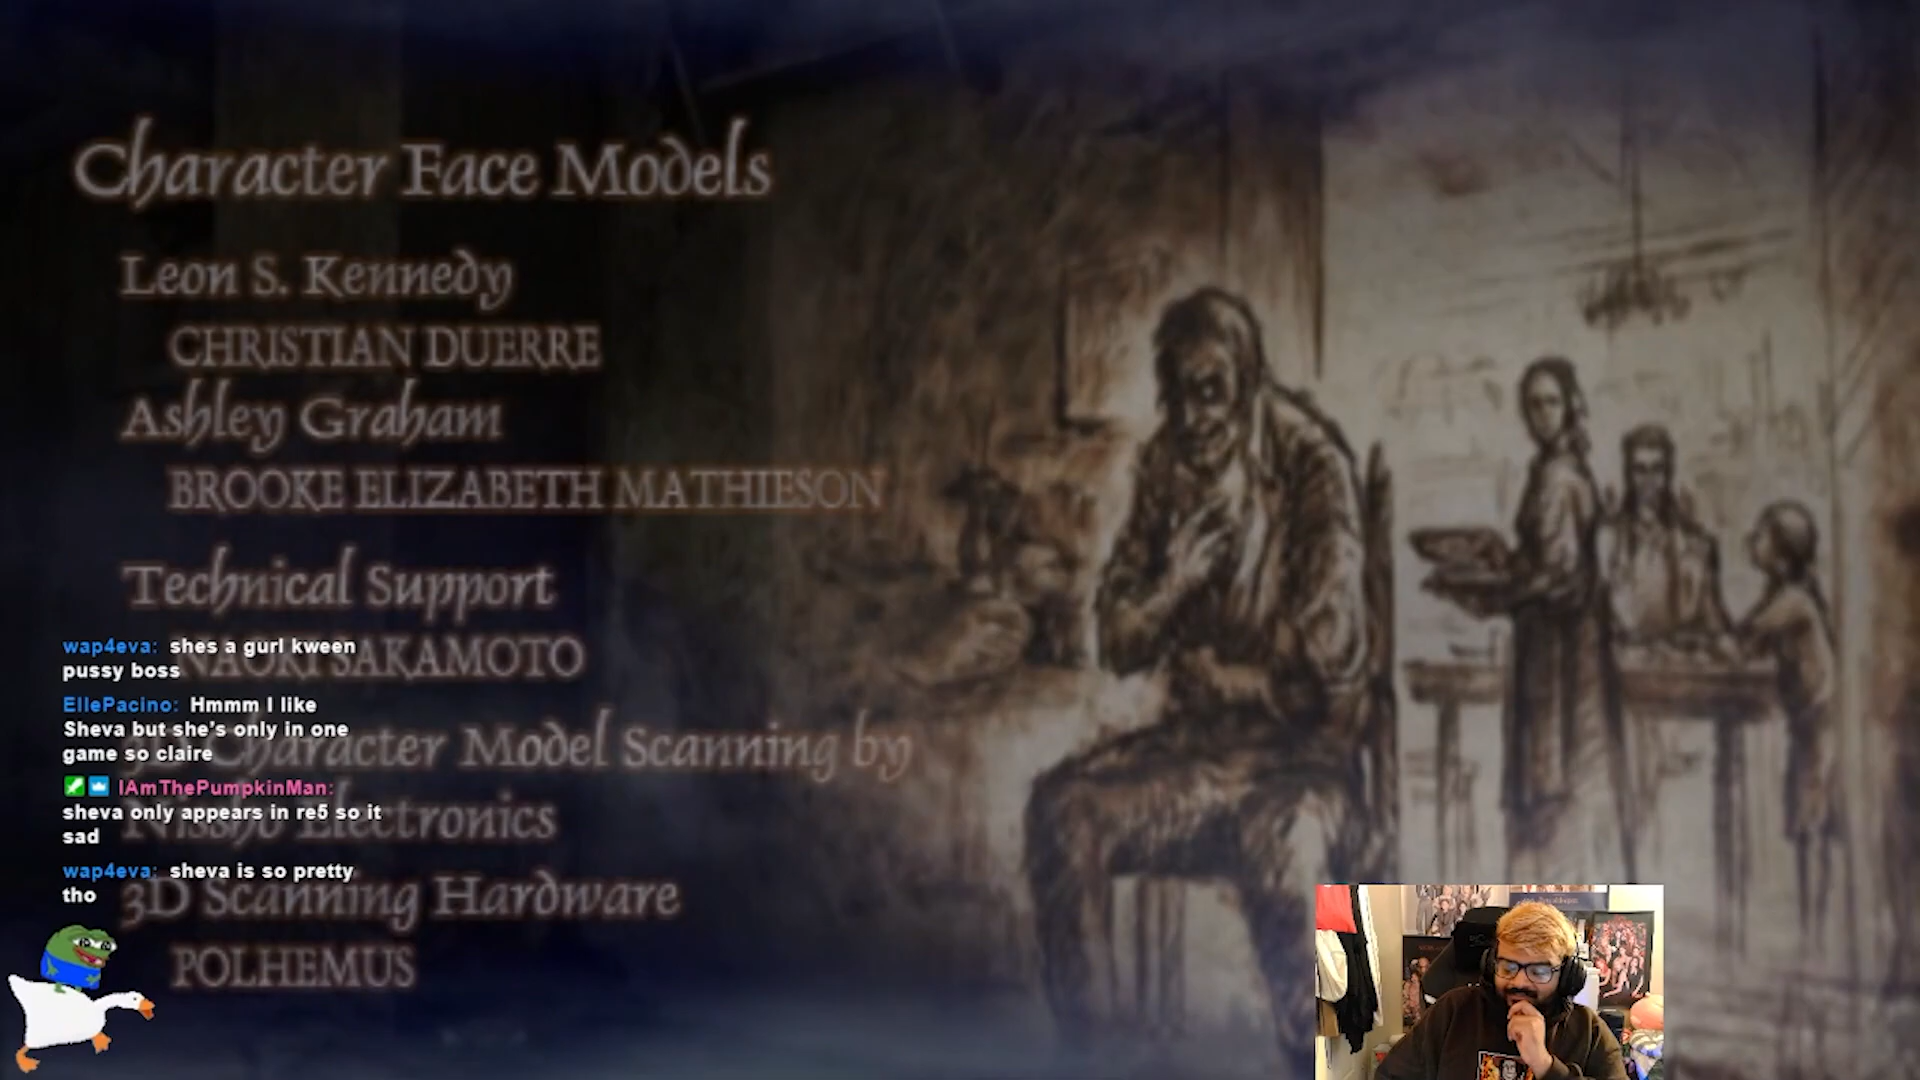 Character Face Models
Leon S. Kennedy
CHRISTIAN DUERRE
Ashley Graham
BROOKE ELIZABETH MATHIESON
Technical Support
NAOKI SAKAMOTO
Character Model Scanning by
Nissho Electronics
3D Scanning Hardware
POLHEMUS
wap4eva: shes a gurl kween
pussy boss
EllePacino: Hmmm I like
Sheva but she's only in one
game so claire
IAmThePumpkinMan:
sheva only appears in re5 so it
sad
wap4eva: sheva is so pretty
tho